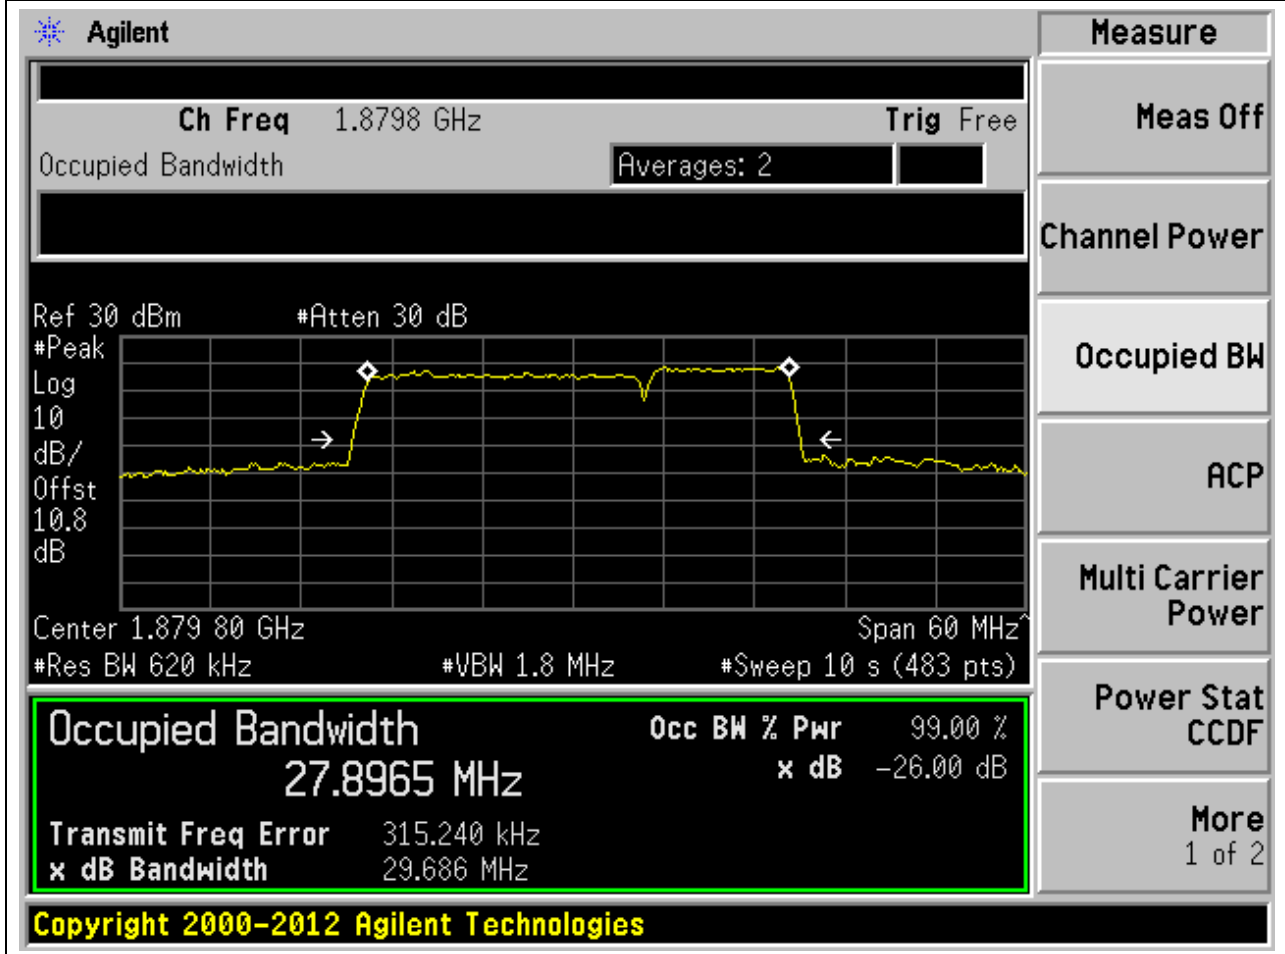 Agilent
Measure
Ch Freq 1.8798 GHz Trig Free
Meas Off
Occupied Bandwidth Averages: 2
Channel Power
Ref 30 dBm #Atten 30 dB
#Peak
Log
10
dB/
Offst
10.8
dB
Occupied BW
ACP
Center 1.879 80 GHz Span 60 MHz^
#Res BW 620 kHz #VBW 1.8 MHz #Sweep 10 s (483 pts)
Multi Carrier
Power
Occupied Bandwidth
27.8965 MHz
Occ BW % Pwr 99.00 %
x dB -26.00 dB
Transmit Freq Error 315.240 kHz
x dB Bandwidth 29.686 MHz
Power Stat
CCDF
More
1 of 2
Copyright 2000-2012 Agilent Technologies